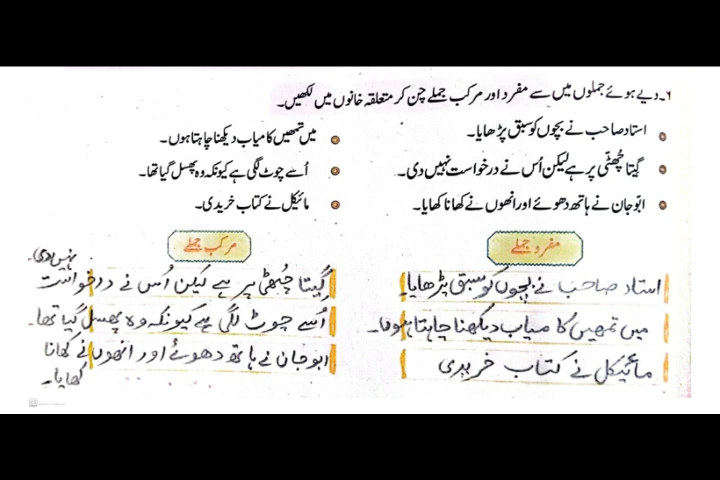 ۶۔ دیے ہوئے جملوں میں سے مفرد اور مرکب جملے چن کر متعلقہ خانوں میں لکھیں۔
استاد صاحب نے بچوں کو سبق پڑھایا۔
میں تمھیں کامیاب دیکھنا چاہتا ہوں۔
گیتا چُھٹی پر ہے لیکن اُس نے درخواست نہیں دی۔
اُسے چوٹ لگی ہے کیونکہ وہ پھسل گیا تھا۔
ابّو جان نے ہاتھ دھوئے اور انھوں نے کھانا کھایا۔
مائیکل نے کتاب خریدی۔
مفرد جملے
مرکب جملے
استاد صاحب نے بچوں کو سبق پڑھایا
گیتا چُھٹی پر ہے لیکن اُس نے درخواست نہیں دی۔
میں تمھیں کامیاب دیکھنا چاہتا ہوں۔
اُسے چوٹ لگی ہے کیونکہ وہ پھسل گیا تھا۔
مائیکل نے کتاب خریدی
ابو جان نے ہاتھ دھوئے اور انھوں نے کھانا
کھایا۔